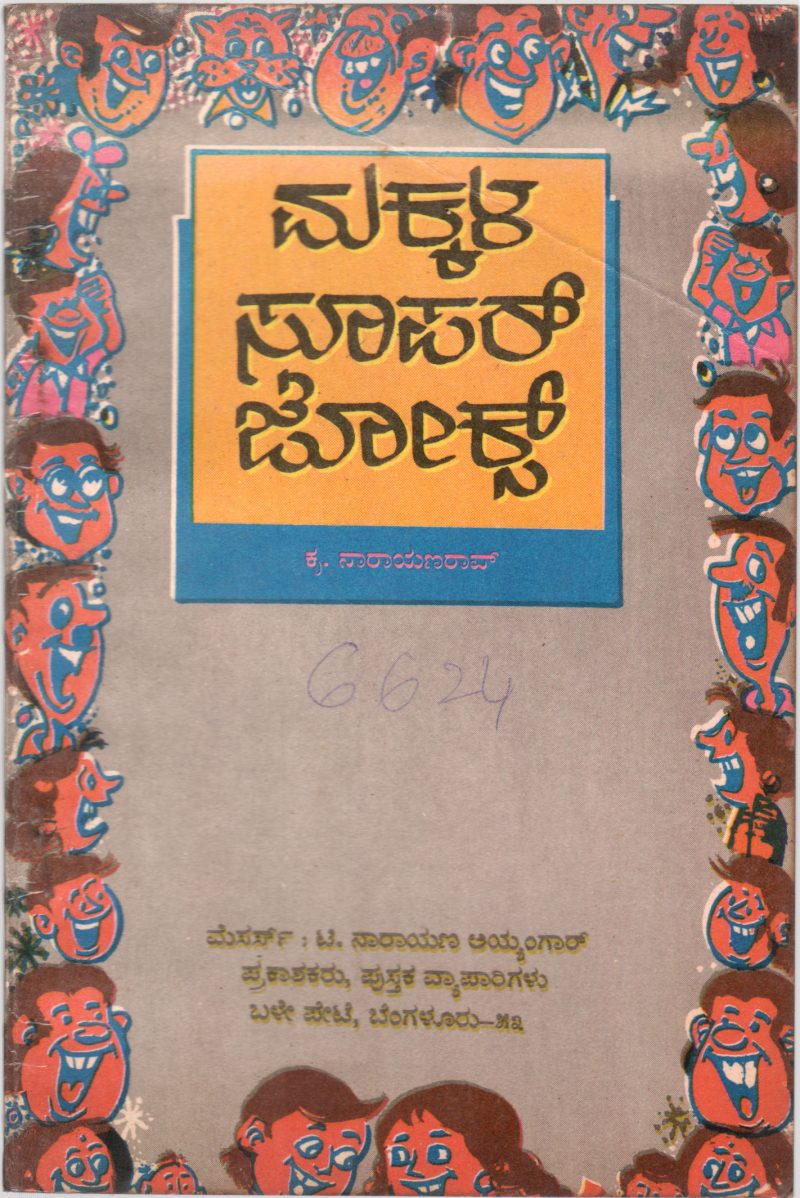 ಮಕ್ಕಳ
ಸೂಪರ್
ಜೋಕ್ಸ್
ಕೃ. ನಾರಾಯಣರಾವ್
6624
ಮೆಸರ್ಸ್ : ಟಿ. ನಾರಾಯಣ ಅಯ್ಯಂಗಾರ್
ಪ್ರಕಾಶಕರು, ಪುಸ್ತಕ ವ್ಯಾಪಾರಿಗಳು
ಬಳೇ ಪೇಟೆ, ಬೆಂಗಳೂರು–೫೩